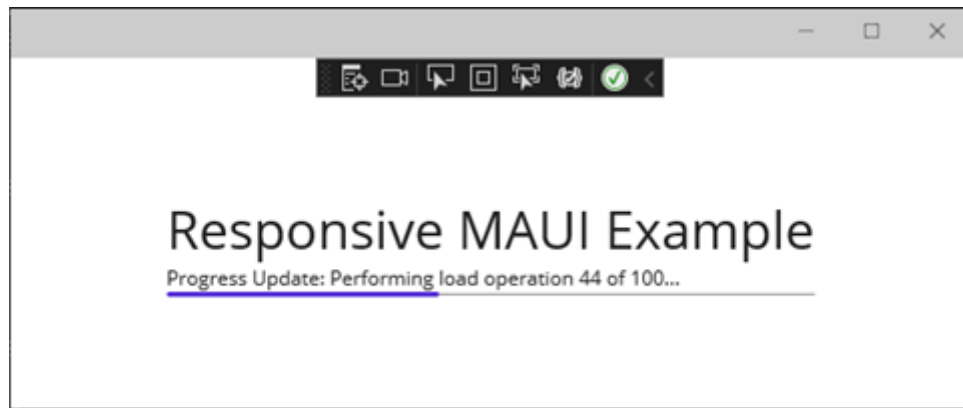 Responsive MAUI Example
Progress Update: Performing load operation 44 of 100...